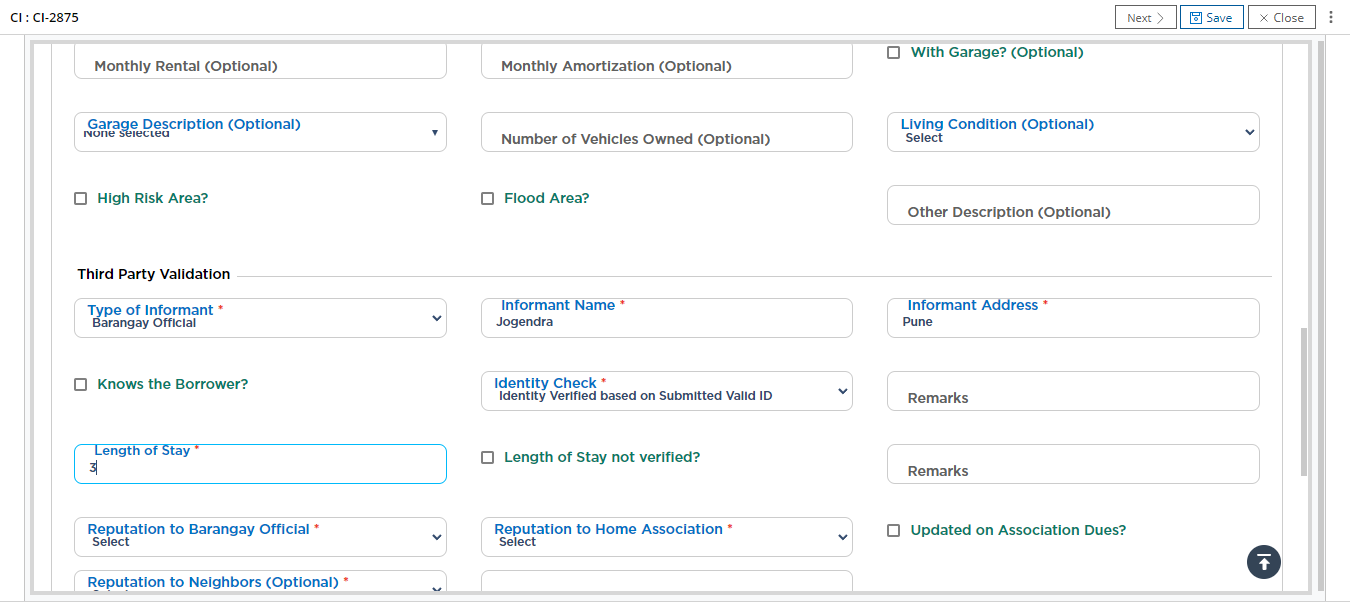 CI : CI-2875
Next
Save
Close
Monthly Rental (Optional)
Monthly Amortization (Optional)
With Garage? (Optional)
Garage Description (Optional)
None selected
Number of Vehicles Owned (Optional)
Living Condition (Optional)
Select
High Risk Area?
Flood Area?
Other Description (Optional)
Third Party Validation
Type of Informant *
Barangay Official
Informant Name *
Jogendra
Informant Address *
Pune
Knows the Borrower?
Identity Check *
Identity Verified based on Submitted Valid ID
Remarks
Length of Stay *
3
Length of Stay not verified?
Remarks
Reputation to Barangay Official *
Select
Reputation to Home Association *
Select
Updated on Association Dues?
Reputation to Neighbors (Optional) *